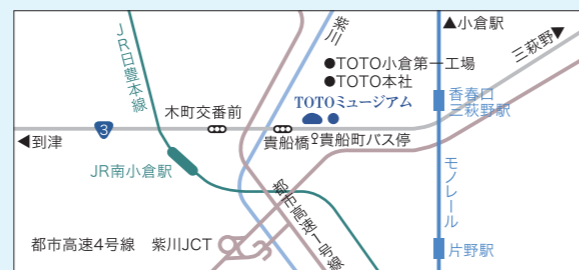 ▲小倉駅
三萩野▶
JR日豊本線
紫川
●TOTO小倉第一工場
●TOTO本社
TOTOミュージアム
香春口
三萩野駅
木町交番前
3
◀到津
貴船橋
貴船町バス停
JR南小倉駅
モノレール
都市高速1号線
都市高速4号線 紫川JCT
片野駅